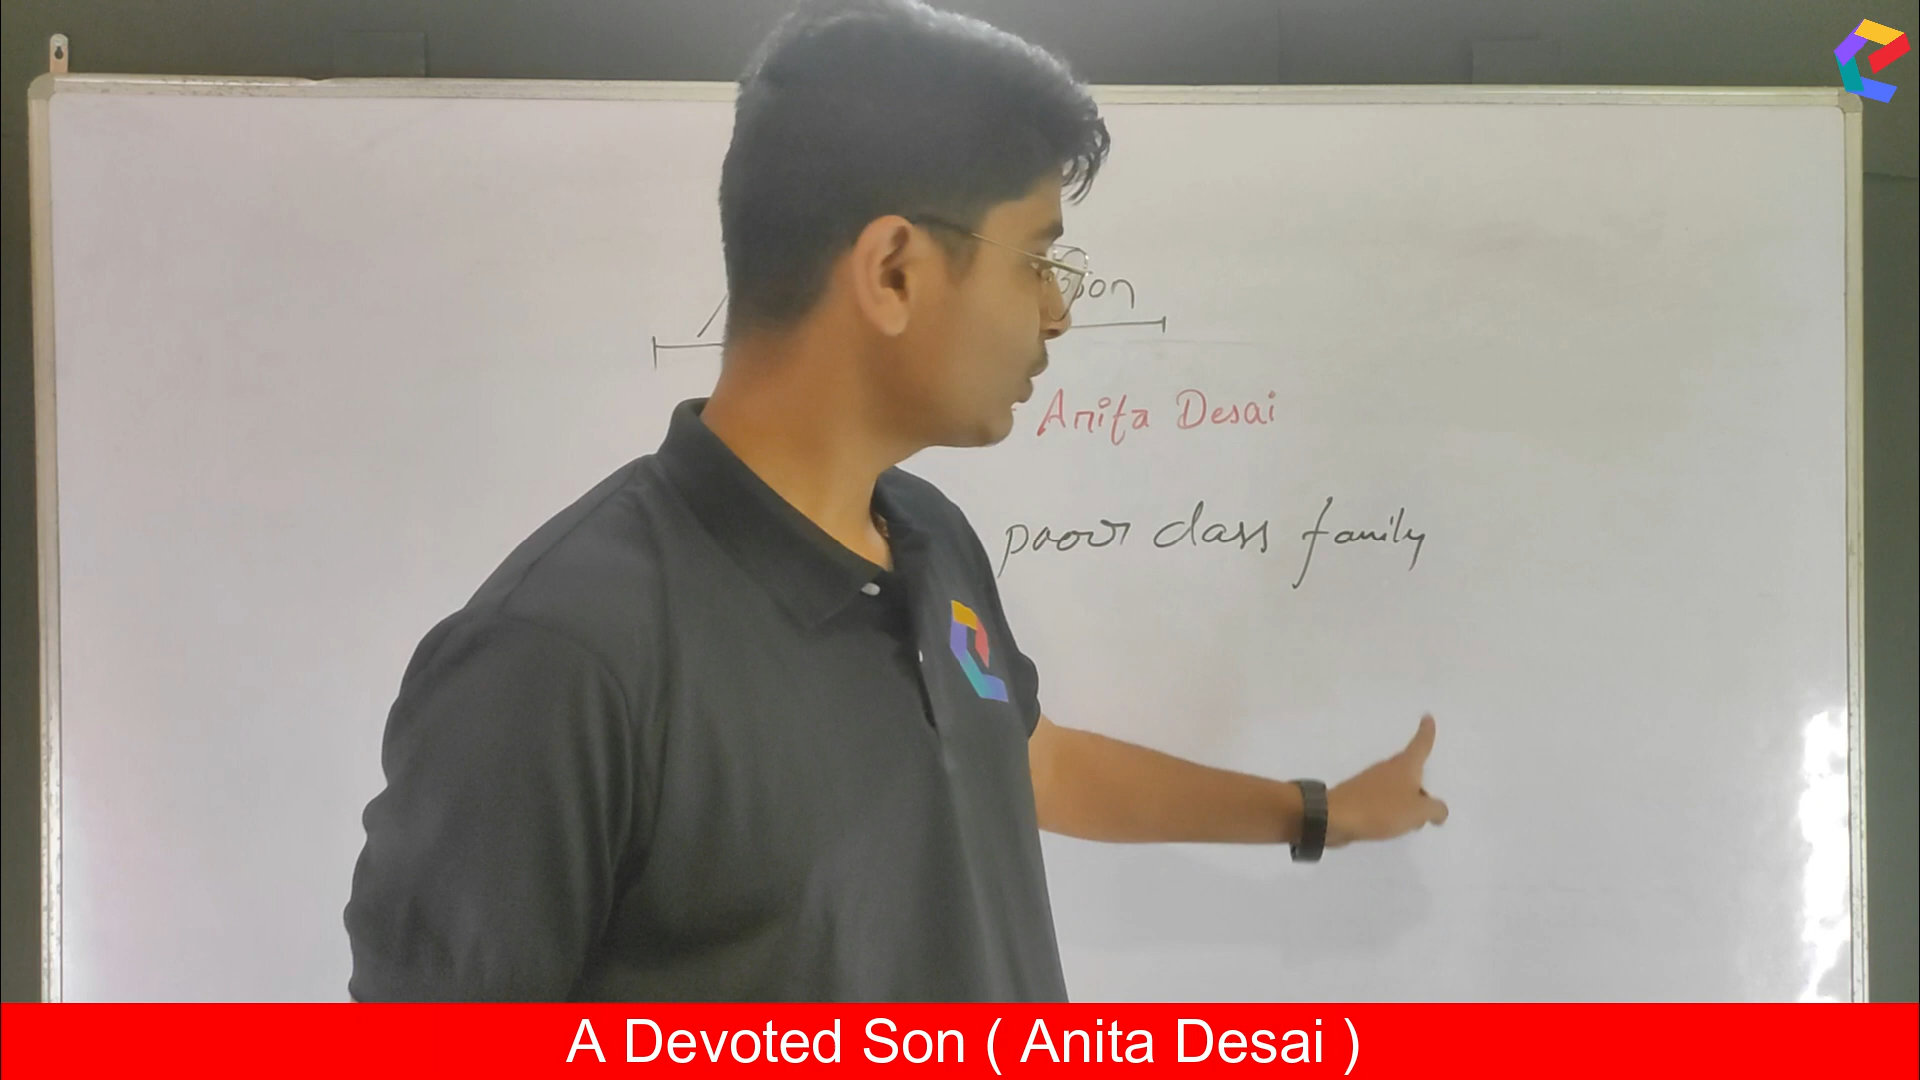 son
Anita Desai
poor class family
A Devoted Son ( Anita Desai )